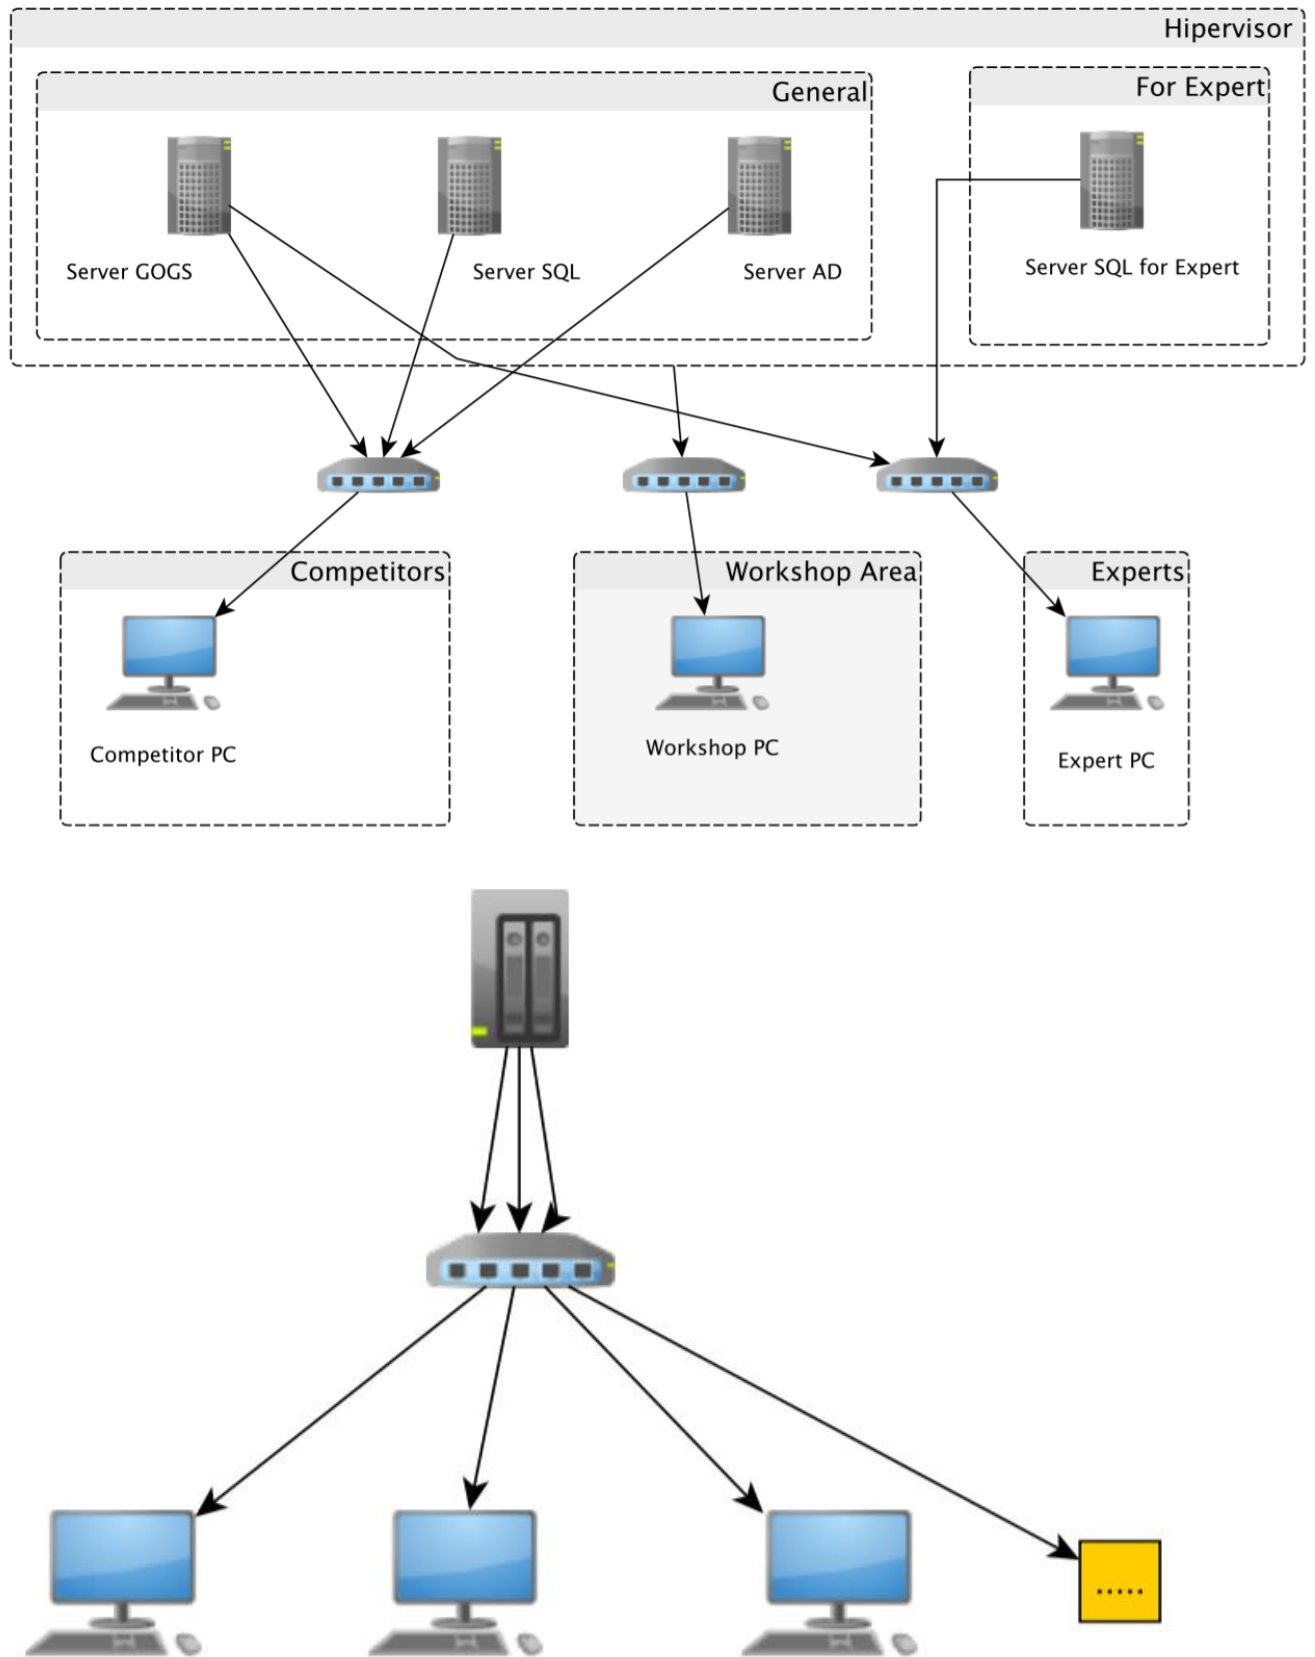 Hipervisor
General
For Expert
Server GOGS
Server SQL
Server AD
Server SQL for Expert
Competitors
Workshop Area
Experts
Competitor PC
Workshop PC
Expert PC
.....